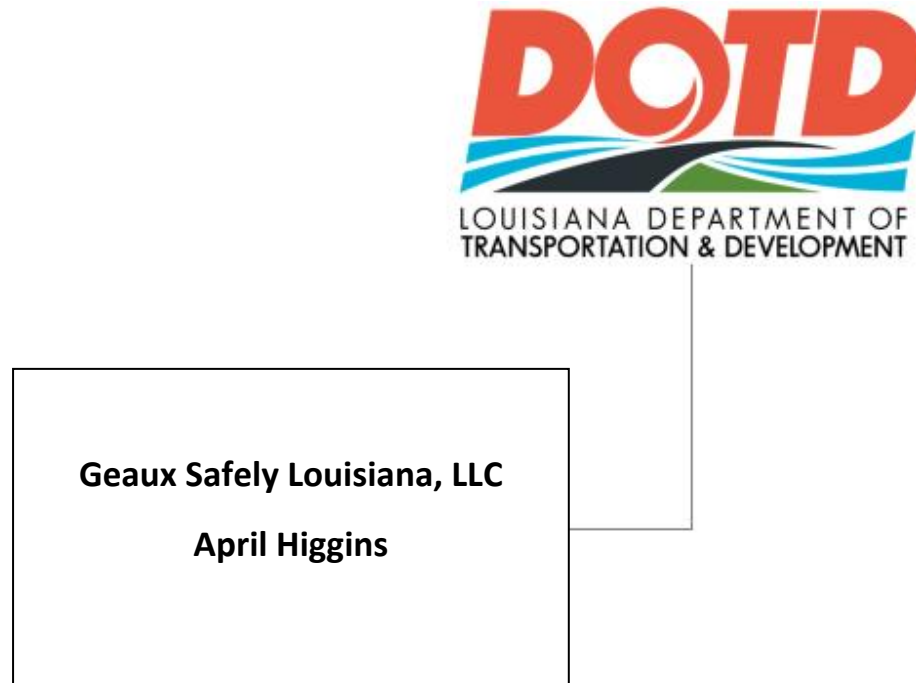 DOTD
LOUISIANA DEPARTMENT OF
TRANSPORTATION & DEVELOPMENT
Geaux Safely Louisiana, LLC
April Higgins